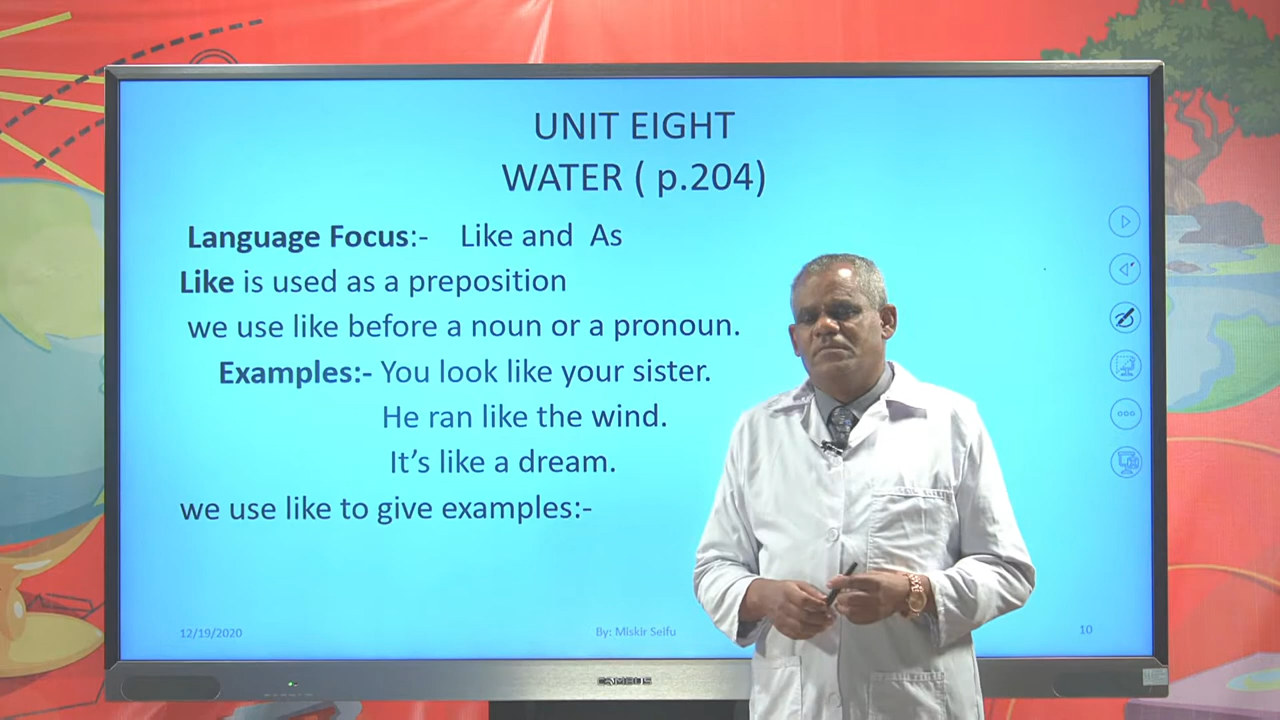 UNIT EIGHT
WATER ( p.204)
Language Focus:- Like and As
Like is used as a preposition
we use like before a noun or a pronoun.
Examples:- You look like your sister.
He ran like the wind.
It's like a dream.
we use like to give examples:-
12/19/2020 By: Miskir Seifu 10